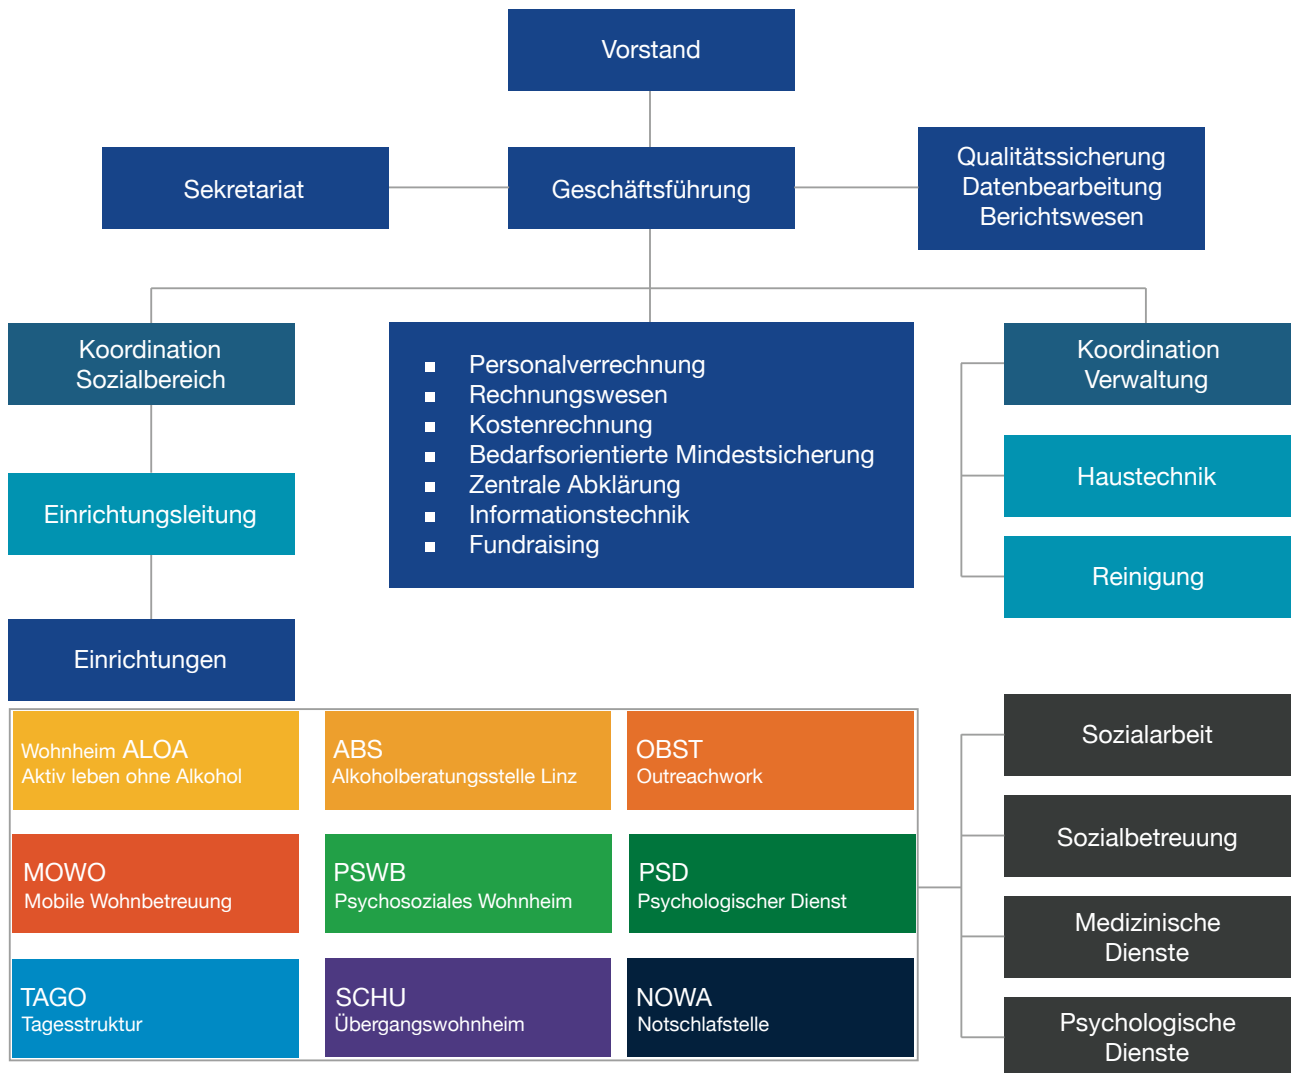 Vorstand
Sekretariat
Geschäftsführung
Qualitätssicherung
Datenbearbeitung
Berichtswesen
Koordination
Sozialbereich
▪ Personalverrechnung
▪ Rechnungswesen
▪ Kostenrechnung
▪ Bedarfsorientierte Mindestsicherung
▪ Zentrale Abklärung
▪ Informationstechnik
▪ Fundraising
Koordination
Verwaltung
Einrichtungsleitung
Haustechnik
Reinigung
Einrichtungen
Wohnheim ALOA
Aktiv leben ohne Alkohol
ABS
Alkoholberatungsstelle Linz
OBST
Outreachwork
MOWO
Mobile Wohnbetreuung
PSWB
Psychosoziales Wohnheim
PSD
Psychologischer Dienst
TAGO
Tagesstruktur
SCHU
Übergangswohnheim
NOWA
Notschlafstelle
Sozialarbeit
Sozialbetreuung
Medizinische
Dienste
Psychologische
Dienste